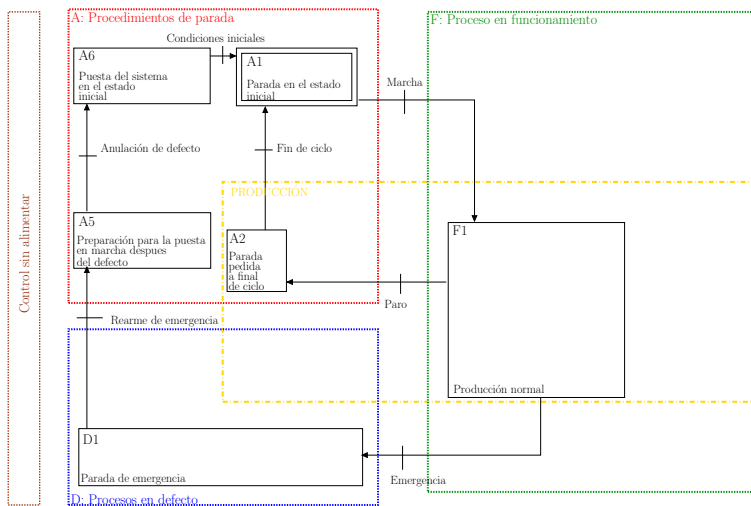 A: Procedimientos de parada
F: Proceso en funcionamiento
Condiciones iniciales
A6
Puesta del sistema
en el estado
inicial
A1
Parada en el estado
inicial
Marcha
Anulación de defecto
Fin de ciclo
PRODUCCIÓN
Control sin alimentar
A5
Preparación para la puesta
en marcha despues
del defecto
A2
Parada
pedida
a final
de ciclo
F1
Producción normal
Paro
Rearme de emergencia
D1
Parada de emergencia
Emergencia
D: Procesos en defecto